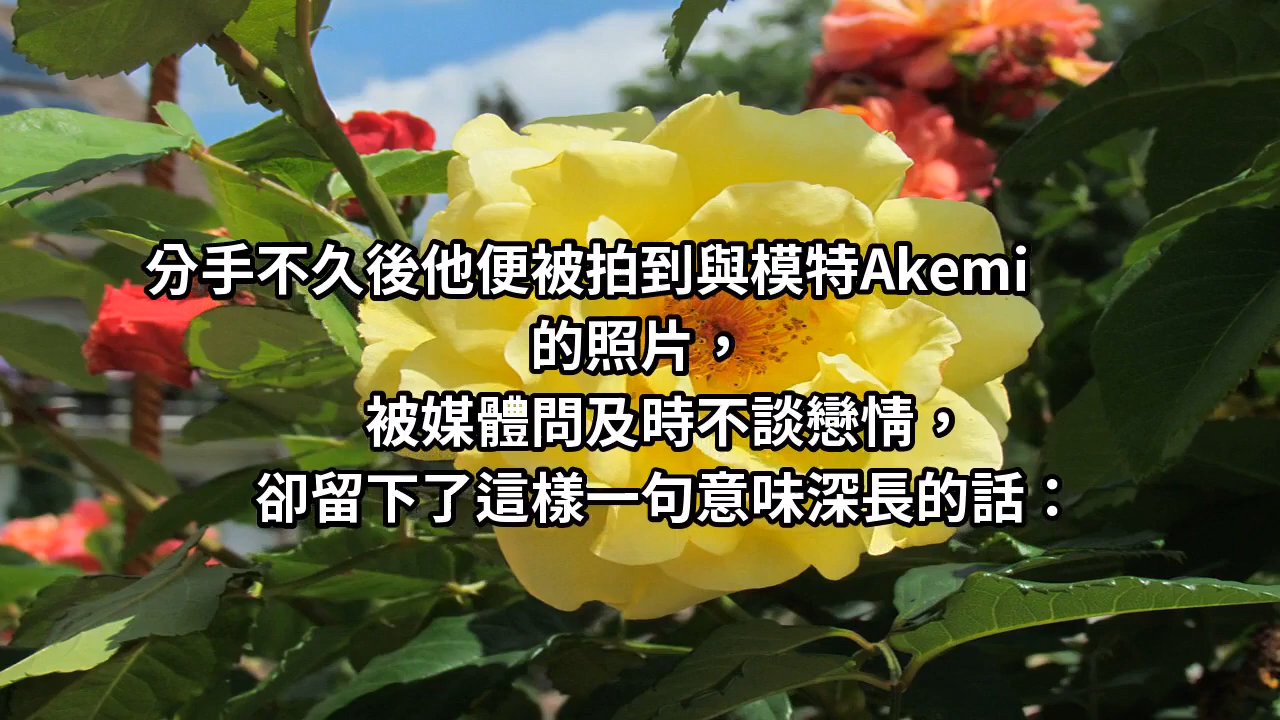 分手不久後他便被拍到與模特Akemi
的照片，
被媒體問及時不談戀情，
卻留下了這樣一句意味深長的話：